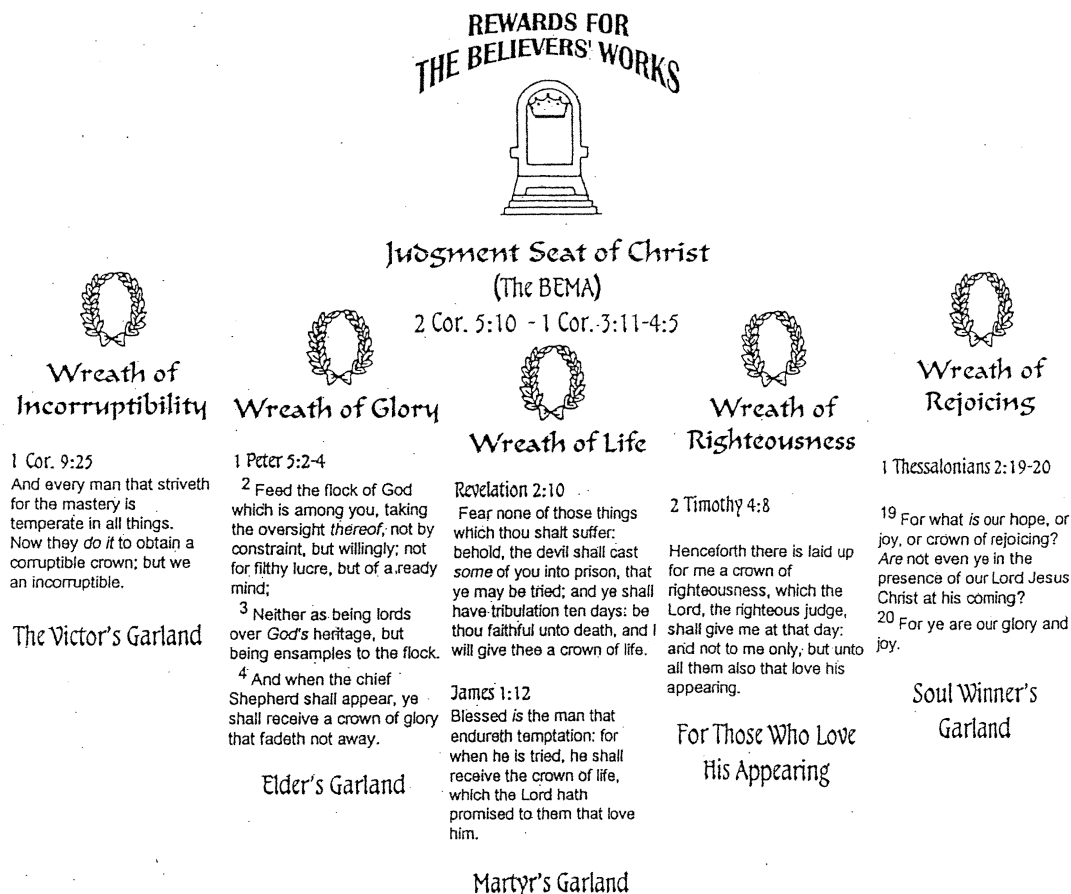 REWARDS FOR
THE BELIEVERS' WORKS
Judgment Seat of Christ
(The BEMA)
2 Cor. 5:10 - 1 Cor. 3:11-4:5
Wreath of
Incorruptibility
1 Cor. 9:25
And every man that striveth
for the mastery is
temperate in all things.
Now they do it to obtain a
corruptible crown; but we
an incorruptible.
The Victor's Garland
Wreath of Glory
1 Peter 5:2-4
2 Feed the flock of God
which is among you, taking
the oversight thereof, not by
constraint, but willingly; not
for filthy lucre, but of a ready
mind;
3 Neither as being lords
over God's heritage, but
being ensamples to the flock.
4 And when the chief
Shepherd shall appear, ye
shall receive a crown of glory
that fadeth not away.
Elder's Garland
Wreath of Life
Revelation 2:10
Fear none of those things
which thou shalt suffer:
behold, the devil shall cast
some of you into prison, that
ye may be tried; and ye shall
have tribulation ten days: be
thou faithful unto death, and I
will give thee a crown of life.
James 1:12
Blessed is the man that
endureth temptation: for
when he is tried, he shall
receive the crown of life,
which the Lord hath
promised to them that love
him.
Martyr's Garland
Wreath of
Righteousness
2 Timothy 4:8
Henceforth there is laid up
for me a crown of
righteousness, which the
Lord, the righteous judge,
shall give me at that day:
and not to me only, but unto
all them also that love his
appearing.
For Those Who Love
His Appearing
Wreath of
Rejoicing
1 Thessalonians 2:19-20
19 For what is our hope, or
joy, or crown of rejoicing?
Are not even ye in the
presence of our Lord Jesus
Christ at his coming?
20 For ye are our glory and
joy.
Soul Winner's
Garland